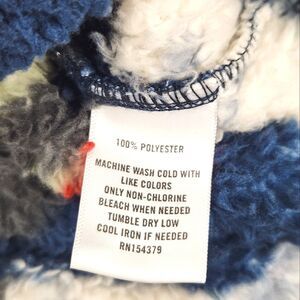 100% POLYESTER
MACHINE WASH COLD WITH
LIKE COLORS
ONLY NON-CHLORINE
BLEACH WHEN NEEDED
TUMBLE DRY LOW
COOL IRON IF NEEDED
RN154379